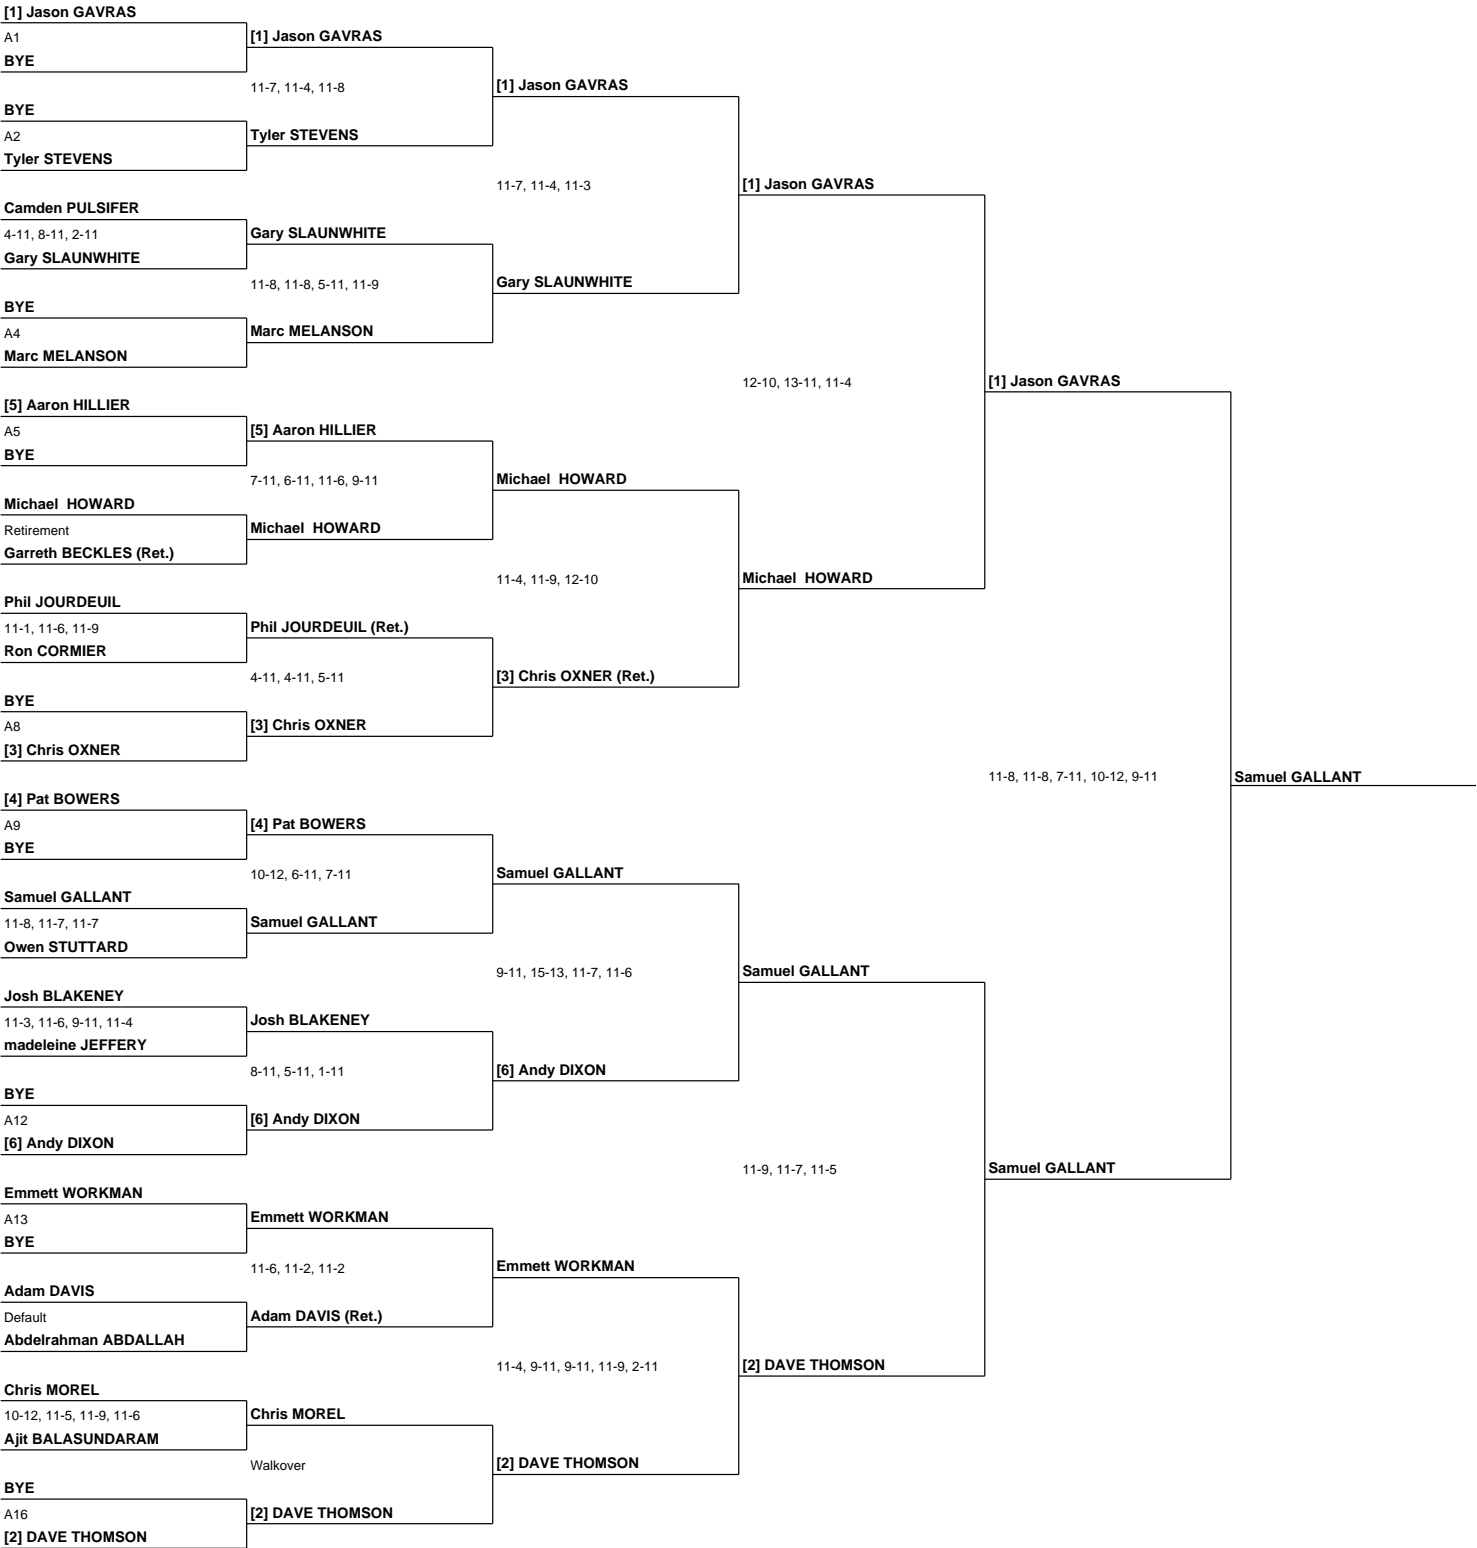 [1] Jason GAVRAS
A1
BYE
BYE
A2
Tyler STEVENS
Camden PULSIFER
4-11, 8-11, 2-11
Gary SLAUNWHITE
BYE
A4
Marc MELANSON
[5] Aaron HILLIER
A5
BYE
Michael  HOWARD
Retirement
Garreth BECKLES (Ret.)
Phil JOURDEUIL
11-1, 11-6, 11-9
Ron CORMIER
BYE
A8
[3] Chris OXNER
[4] Pat BOWERS
A9
BYE
Samuel GALLANT
11-8, 11-7, 11-7
Owen STUTTARD
Josh BLAKENEY
11-3, 11-6, 9-11, 11-4
madeleine JEFFERY
BYE
A12
[6] Andy DIXON
Emmett WORKMAN
A13
BYE
Adam DAVIS
Default
Abdelrahman ABDALLAH
Chris MOREL
10-12, 11-5, 11-9, 11-6
Ajit BALASUNDARAM
BYE
A16
[2] DAVE THOMSON
[1] Jason GAVRAS
11-7, 11-4, 11-8
Tyler STEVENS
Gary SLAUNWHITE
11-8, 11-8, 5-11, 11-9
Marc MELANSON
[5] Aaron HILLIER
7-11, 6-11, 11-6, 9-11
Michael  HOWARD
Phil JOURDEUIL (Ret.)
4-11, 4-11, 5-11
[3] Chris OXNER
[4] Pat BOWERS
10-12, 6-11, 7-11
Samuel GALLANT
Josh BLAKENEY
8-11, 5-11, 1-11
[6] Andy DIXON
Emmett WORKMAN
11-6, 11-2, 11-2
Adam DAVIS (Ret.)
Chris MOREL
Walkover
[2] DAVE THOMSON
[1] Jason GAVRAS
11-7, 11-4, 11-3
Gary SLAUNWHITE
Michael  HOWARD
11-4, 11-9, 12-10
[3] Chris OXNER (Ret.)
Samuel GALLANT
9-11, 15-13, 11-7, 11-6
[6] Andy DIXON
Emmett WORKMAN
11-4, 9-11, 9-11, 11-9, 2-11
[2] DAVE THOMSON
[1] Jason GAVRAS
12-10, 13-11, 11-4
Michael  HOWARD
Samuel GALLANT
11-9, 11-7, 11-5
[2] DAVE THOMSON
[1] Jason GAVRAS
11-8, 11-8, 7-11, 10-12, 9-11
Samuel GALLANT
Samuel GALLANT